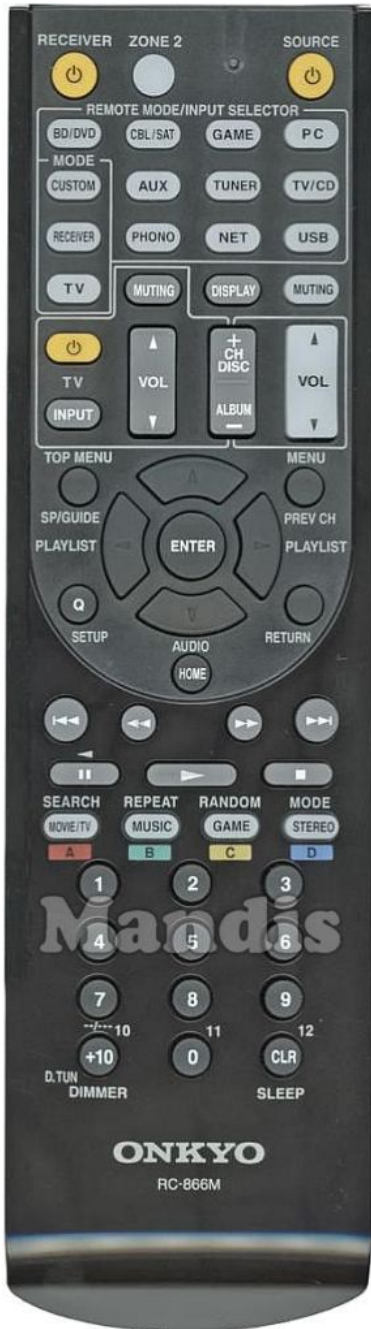 RECEIVER ZONE 2 SOURCE
REMOTE MODE/INPUT SELECTOR
BD/DVD CBL/SAT GAME PC
MODE
CUSTOM AUX TUNER TV/CD
RECEIVER PHONO NET USB
TV MUTING DISPLAY MUTING
+
CH
DISC
TV VOL VOL
INPUT ALBUM
-
TOP MENU MENU
SP/GUIDE PREV CH
PLAYLIST ENTER PLAYLIST
Q
SETUP AUDIO RETURN
HOME
SEARCH REPEAT RANDOM MODE
MOVIE/TV MUSIC GAME STEREO
A B C D
1 2 3
Mandis
4 5 6
7 8 9
--/--- 10 11 12
+10 0 CLR
D.TUN
DIMMER SLEEP
ONKYO
RC-866M